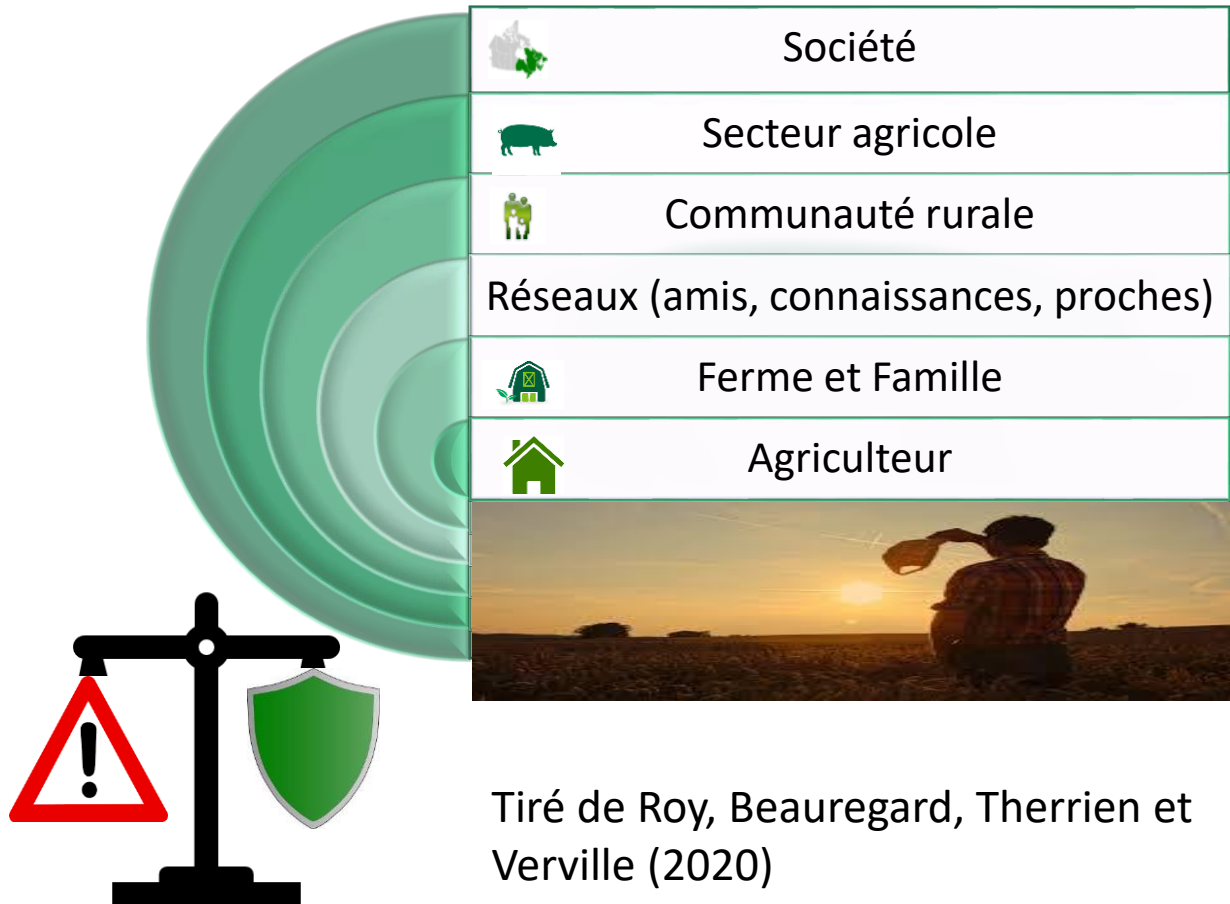 Société
Secteur agricole
Communauté rurale
Réseaux (amis, connaissances, proches)
Ferme et Famille
Agriculteur
Tiré de Roy, Beauregard, Therrien et
Verville (2020)